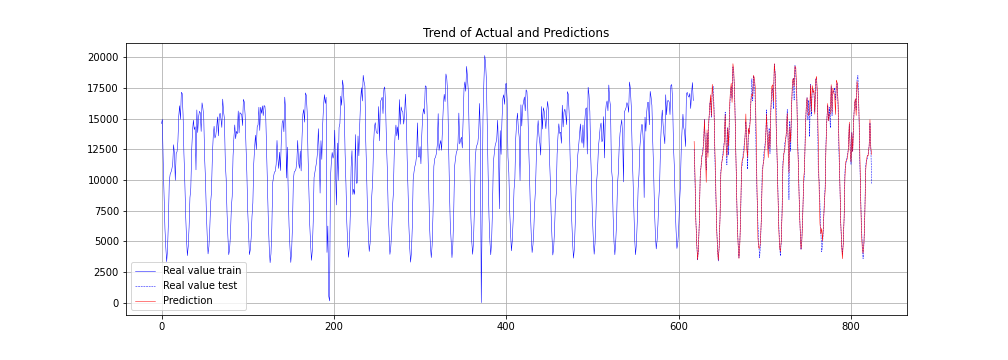 Trend of Actual and Predictions
20000
17500
15000
12500
10000
7500
5000
2500
0
Real value train
Real value test
Prediction
0 200 400 600 800